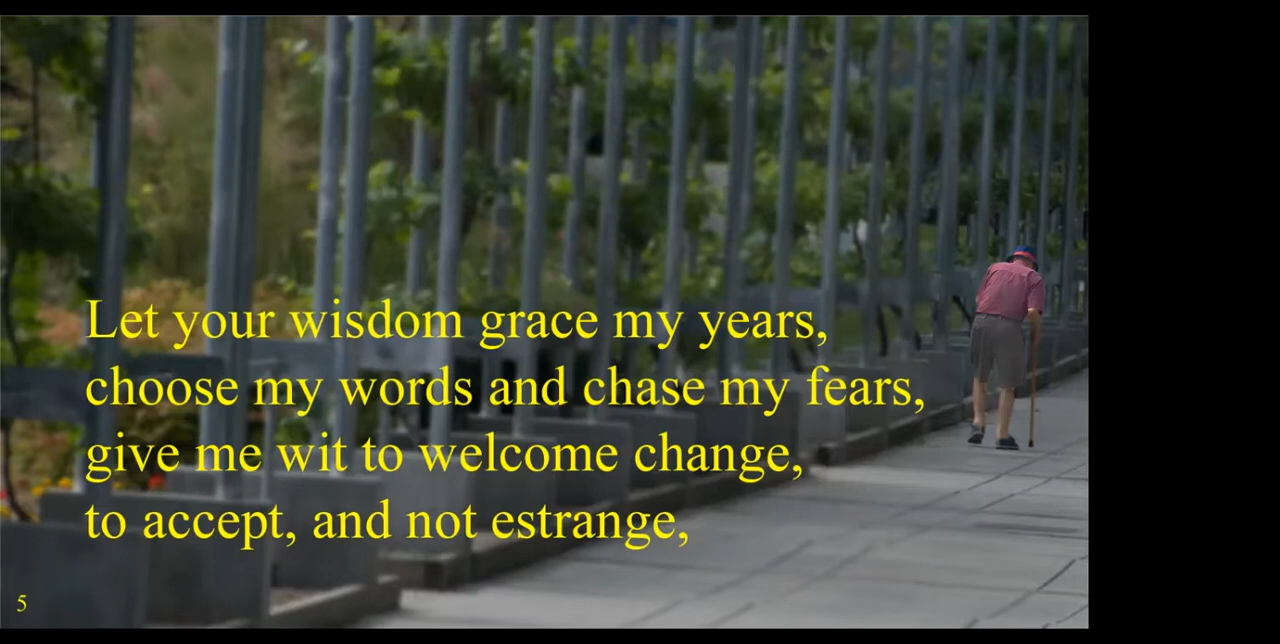 Let your wisdom grace my years,
choose my words and chase my fears,
give me wit to welcome change,
to accept, and not estrange,
5